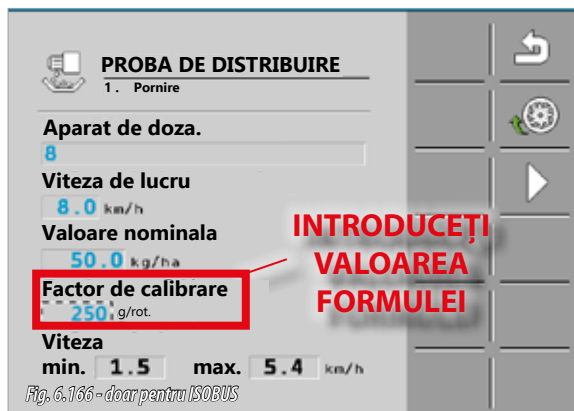 PROBA DE DISTRIBUIRE
1. Pornire
Aparat de doza.
8
Viteza de lucru
8.0 km/h
Valoare nominala
50.0 kg/ha
Factor de calibrare
250 g/rot.
INTRODUCEȚI
VALOAREA
FORMULEI
Viteza
min. 1.5 max. 5.4 km/h
Fig. 6.166 - doar pentru ISOBUS